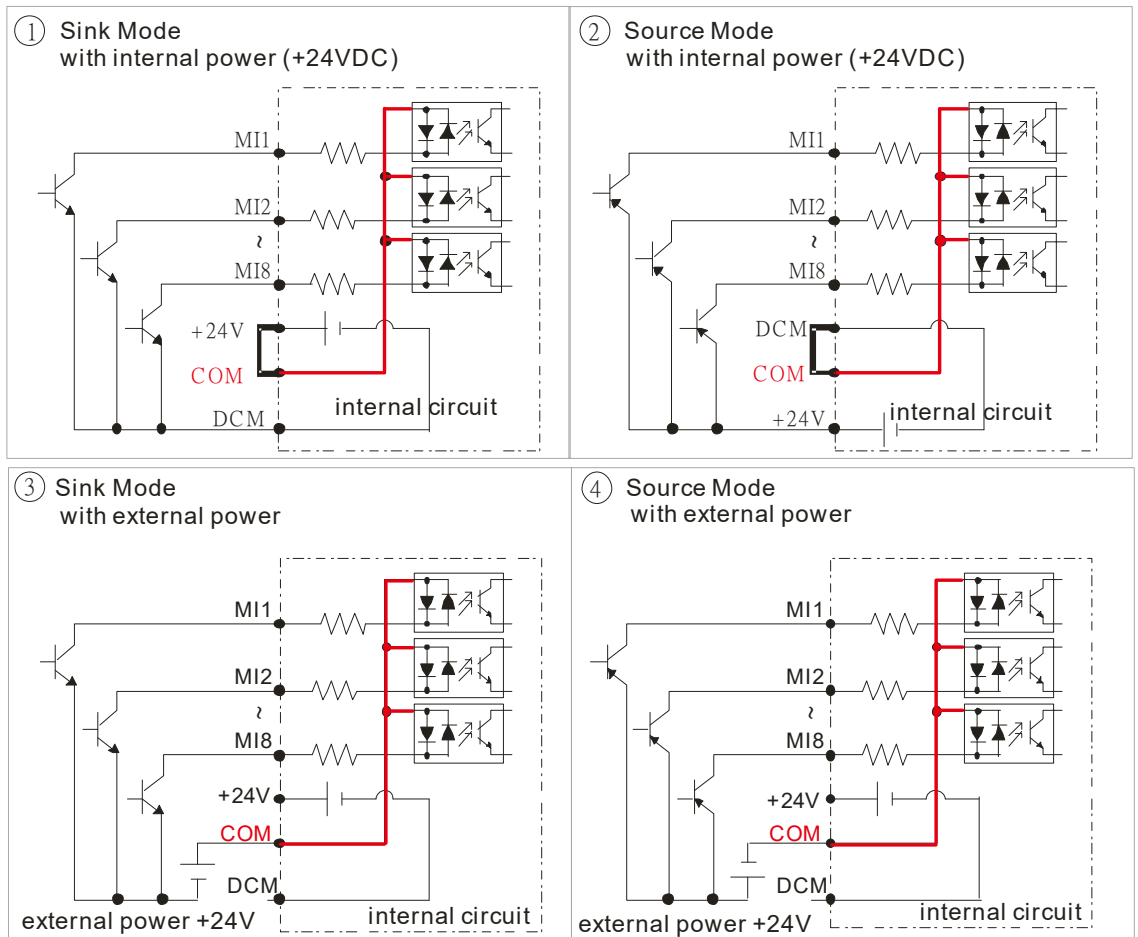 1 Sink Mode
with internal power (+24VDC)
MI1
MI2
~
MI8
+24V
COM
internal circuit
DCM
2 Source Mode
with internal power (+24VDC)
MI1
MI2
~
MI8
DCM
COM
internal circuit
+24V
3 Sink Mode
with external power
MI1
MI2
~
MI8
+24V
COM
DCM
external power +24V
internal circuit
4 Source Mode
with external power
MI1
MI2
~
MI8
+24V
COM
DCM
external power +24V
internal circuit